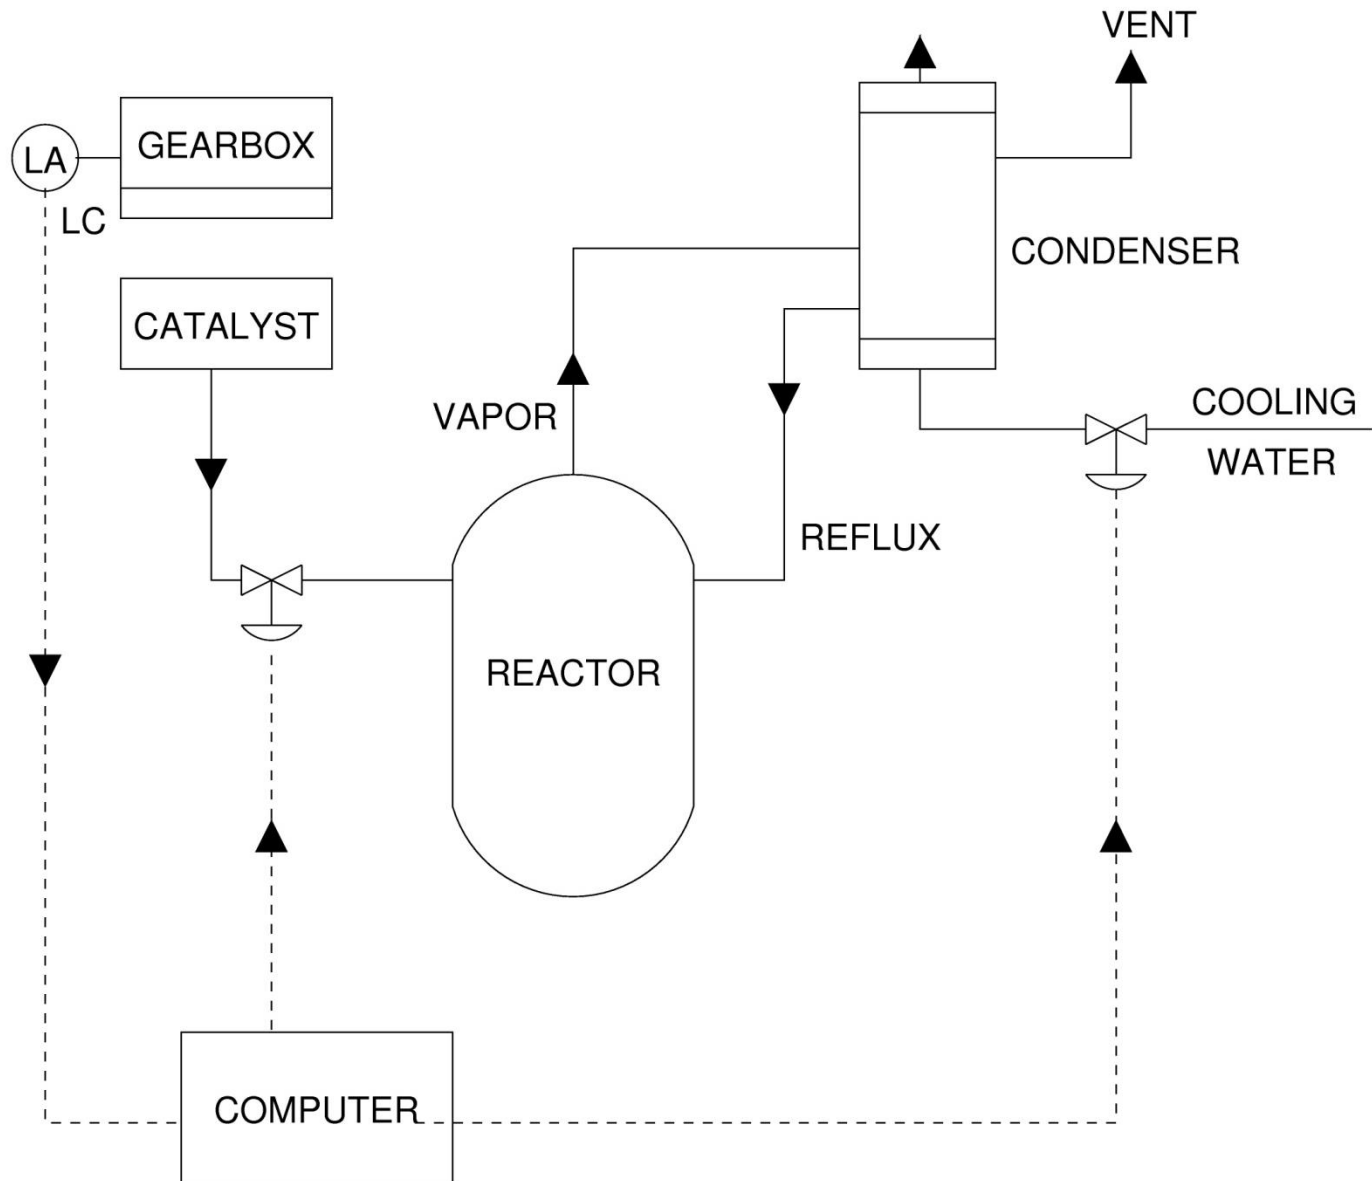 VENT
GEARBOX
LA
LC
CONDENSER
CATALYST
VAPOR
COOLING
WATER
REFLUX
REACTOR
COMPUTER